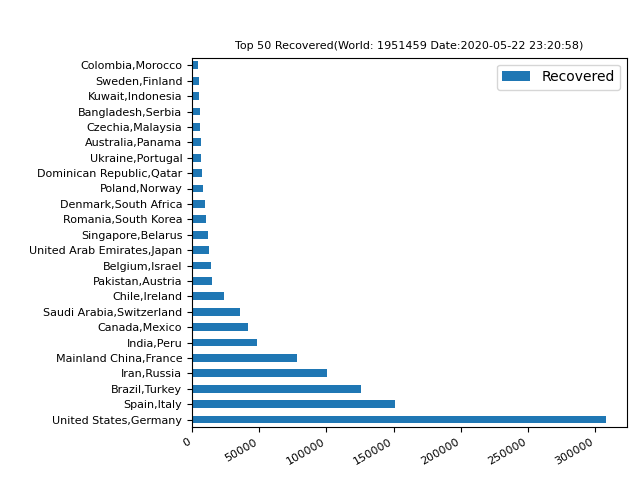 Top 50 Recovered(World: 1951459 Date:2020-05-22 23:20:58)
Recovered
Colombia,Morocco
Sweden,Finland
Kuwait,Indonesia
Bangladesh,Serbia
Czechia,Malaysia
Australia,Panama
Ukraine,Portugal
Dominican Republic,Qatar
Poland,Norway
Denmark,South Africa
Romania,South Korea
Singapore,Belarus
United Arab Emirates,Japan
Belgium,Israel
Pakistan,Austria
Chile,Ireland
Saudi Arabia,Switzerland
Canada,Mexico
India,Peru
Mainland China,France
Iran,Russia
Brazil,Turkey
Spain,Italy
United States,Germany
0
50000
100000
150000
200000
250000
300000